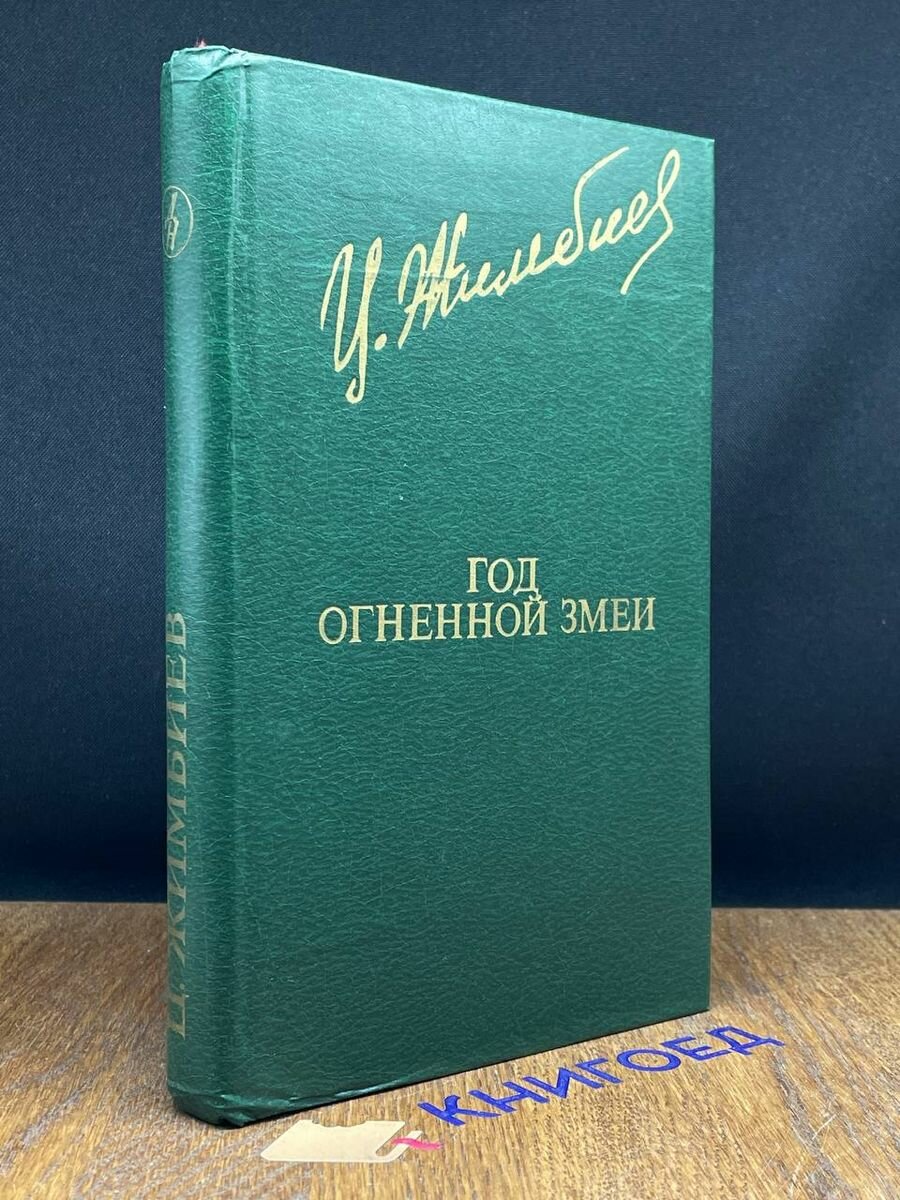 Ц. Жимбиев
ГОД
ОГНЕННОЙ ЗМЕИ
Ц. ЖИМБИЕВ
КНИГОЕД